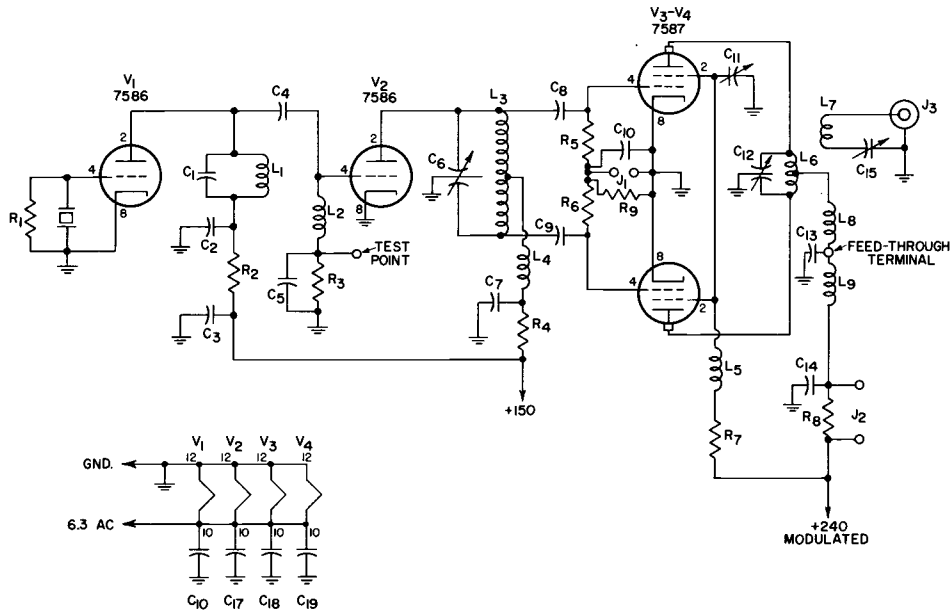 V1
7586
2
4
8
R1
C1
L1
C2
R2
C3
C4
L2
C5
R3
TEST
POINT
V2
7586
2
4
8
C6
L3
L4
C7
R4
+150
C8
C9
R5
R6
C10
J1
R9
V3-V4
7587
4
2
8
8
4
2
C11
L5
R7
C12
L6
L7
C15
J3
L8
C13
FEED-THROUGH
TERMINAL
L9
C14
R8
J2
+240
MODULATED
V1 V2 V3 V4
12 12 12 12
GND.
6.3 AC
10 10 10 10
C10 C17 C18 C19